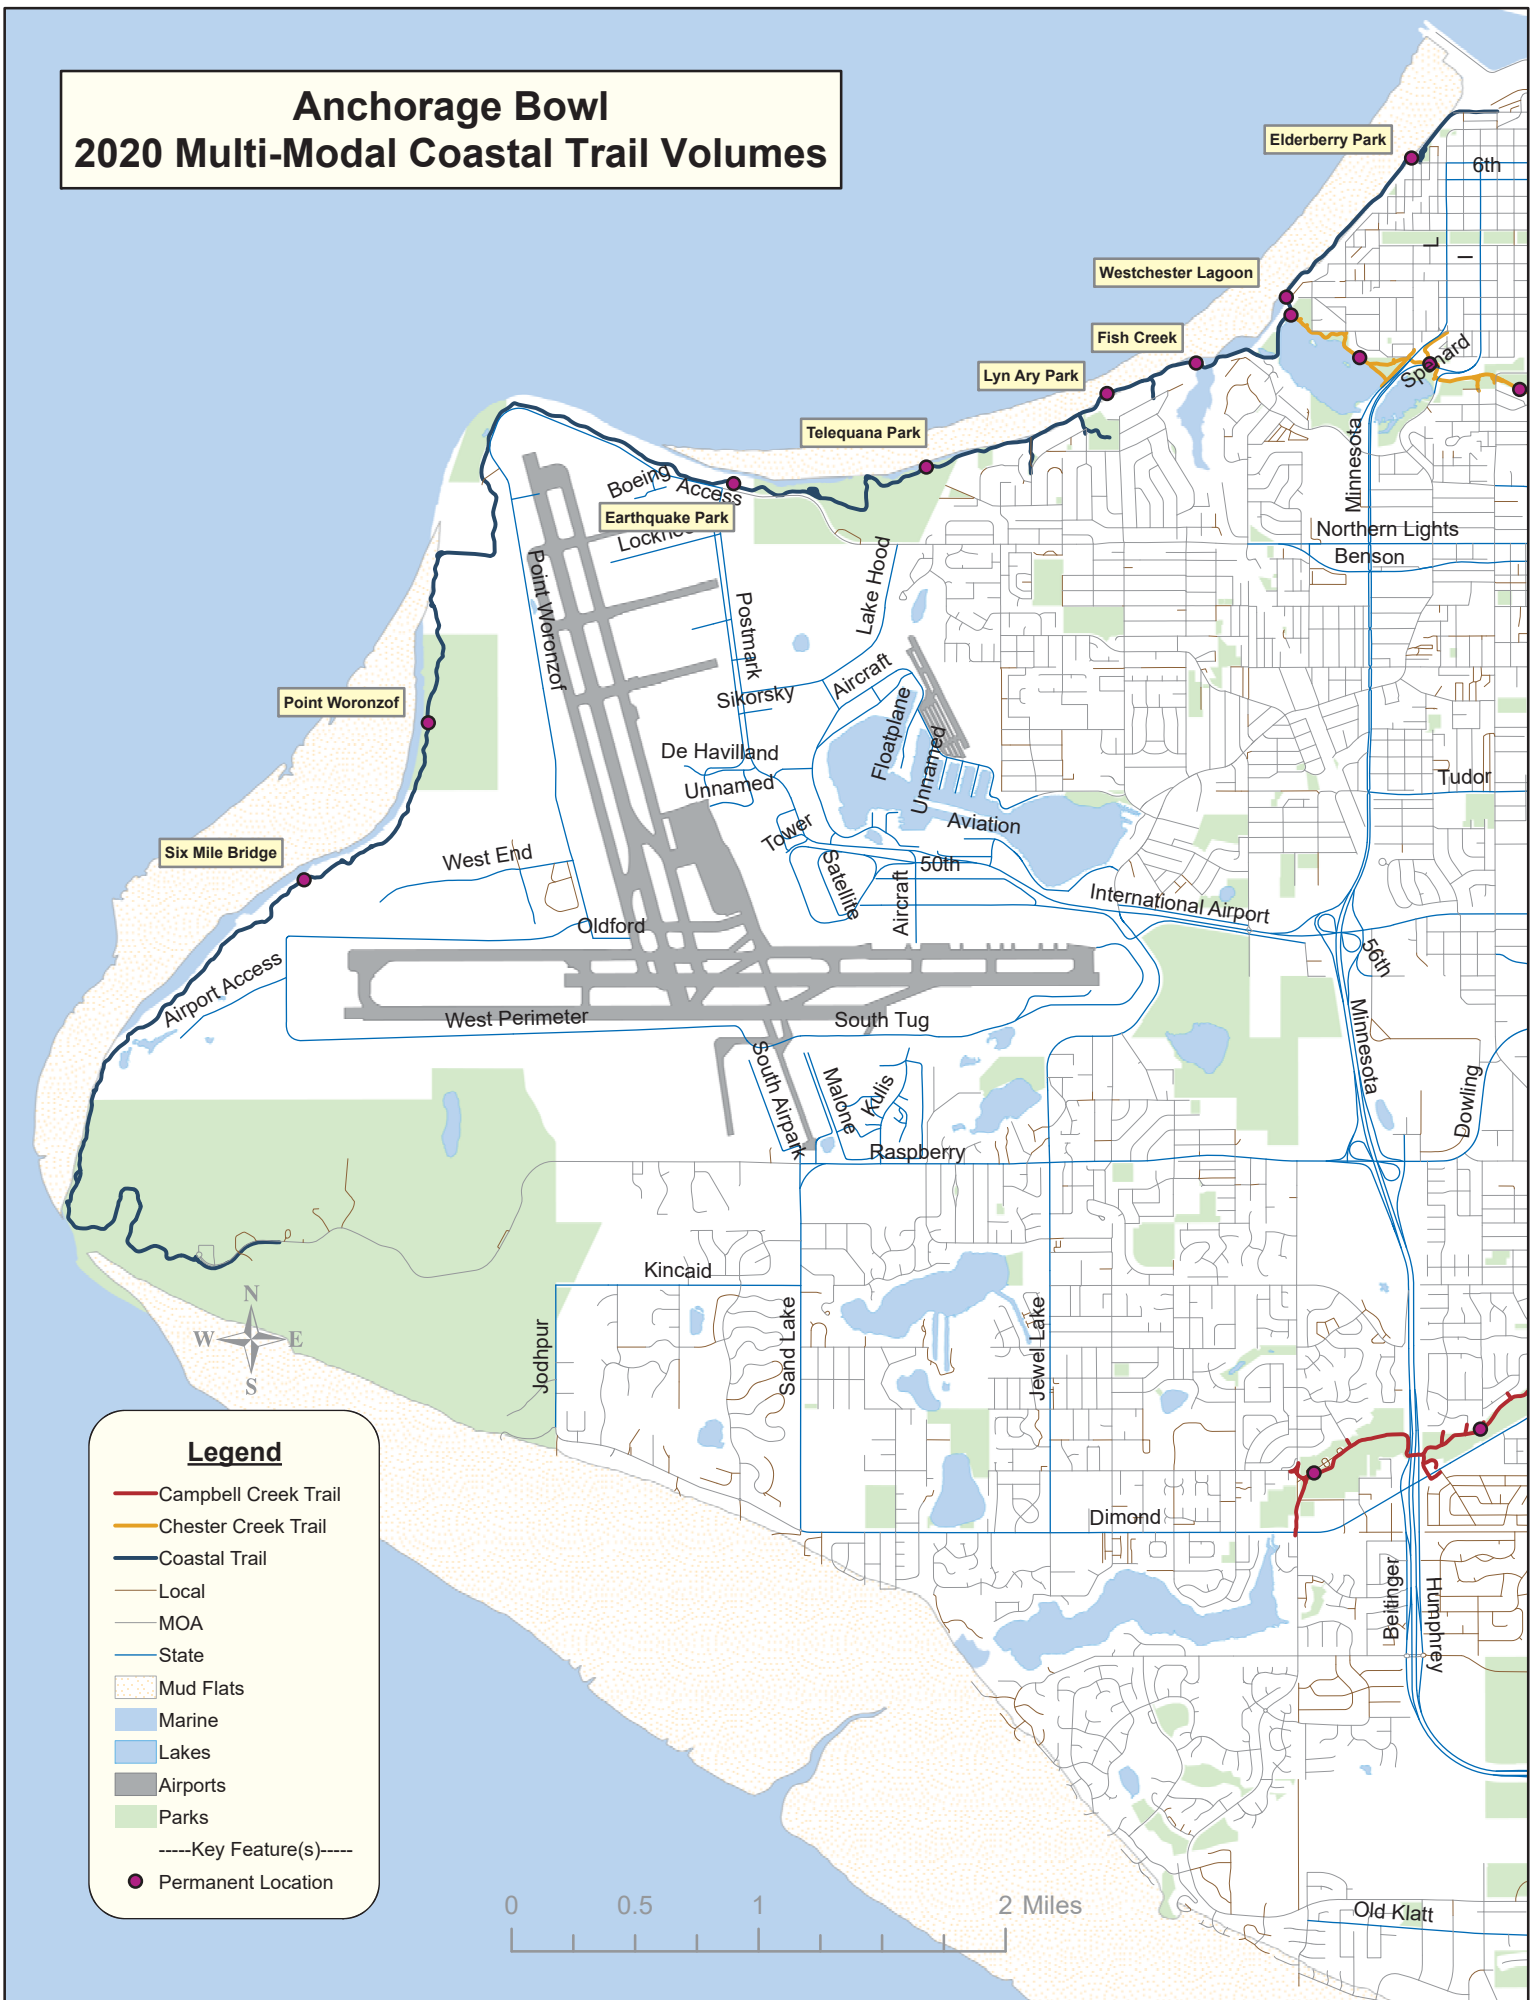 Anchorage Bowl
2020 Multi-Modal Coastal Trail Volumes
Elderberry Park
6th
L
I
Westchester Lagoon
Fish Creek
Spenard
Lyn Ary Park
Telequana Park
Minnesota
Boeing
Access
Earthquake Park
Northern Lights
Benson
Point Woronzof
Postmark
Lake Hood
Sikorsky
Aircraft
Point Woronzof
Floatplane
Unnamed
De Havilland
Unnamed
Tudor
Tower
Aviation
Six Mile Bridge
West End
Satellite
50th
Aircraft
International Airport
Oldford
56th
Airport Access
West Perimeter
South Tug
Minnesota
South Airpark
Malone
Kulis
Dowling
Raspberry
Kincaid
N
W E
S
Jodhpur
Sand Lake
Jewel Lake
Dimond
Beitinger
Humphrey
Legend
Campbell Creek Trail
Chester Creek Trail
Coastal Trail
Local
MOA
State
Mud Flats
Marine
Lakes
Airports
Parks
-----Key Feature(s)-----
Permanent Location
0 0.5 1 2 Miles
Old Klatt